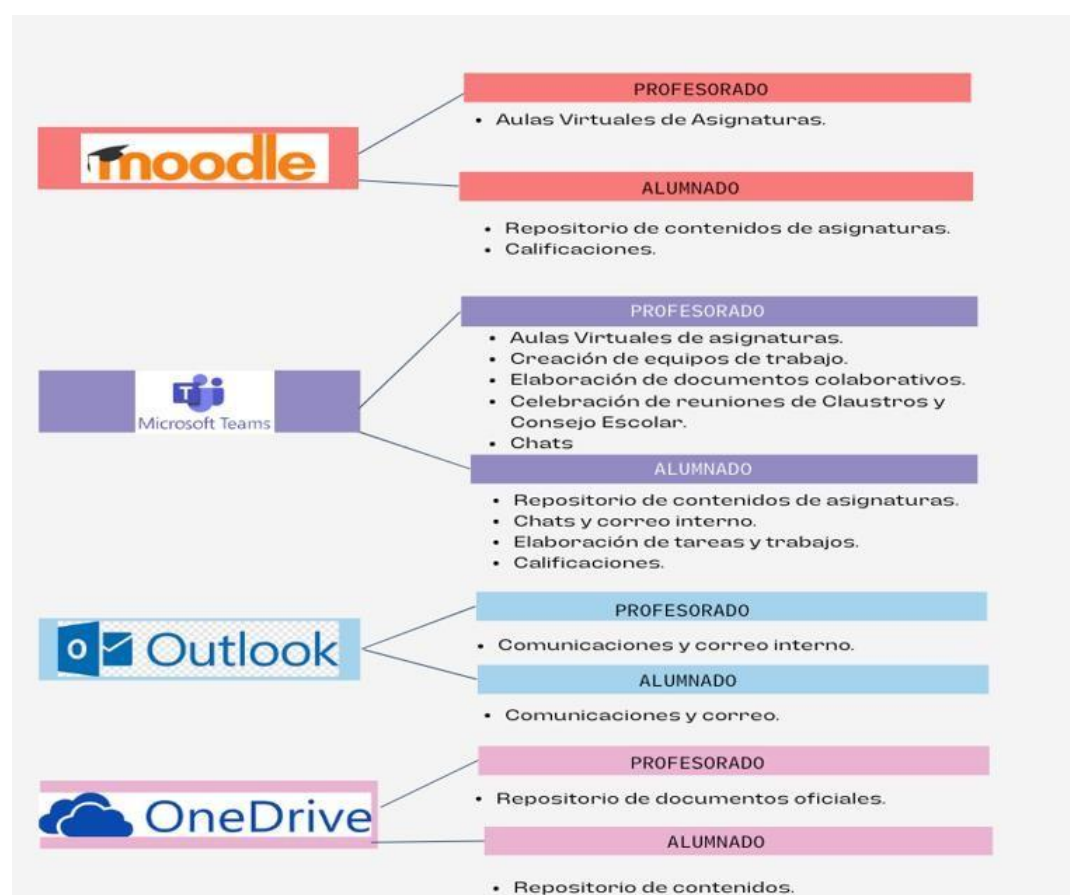 PROFESORADO
• Aulas Virtuales de Asignaturas.
moodle
ALUMNADO
• Repositorio de contenidos de asignaturas.
• Calificaciones.
PROFESORADO
• Aulas Virtuales de asignaturas.
• Creación de equipos de trabajo.
• Elaboración de documentos colaborativos.
• Celebración de reuniones de Claustros y
Consejo Escolar.
• Chats
T
Microsoft Teams
ALUMNADO
• Repositorio de contenidos de asignaturas.
• Chats y correo interno.
• Elaboración de tareas y trabajos.
• Calificaciones.
PROFESORADO
• Comunicaciones y correo interno.
O
Outlook
ALUMNADO
• Comunicaciones y correo.
PROFESORADO
• Repositorio de documentos oficiales.
OneDrive
ALUMNADO
• Repositorio de contenidos.